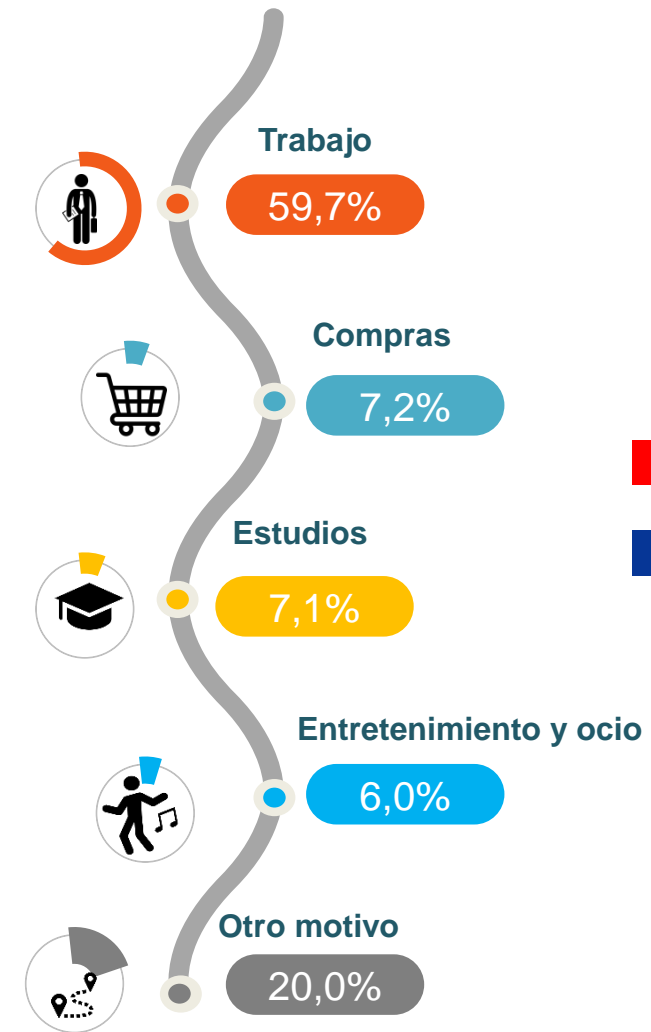 Trabajo
59,7%
Compras
7,2%
Estudios
7,1%
Entretenimiento y ocio
6,0%
Otro motivo
20,0%